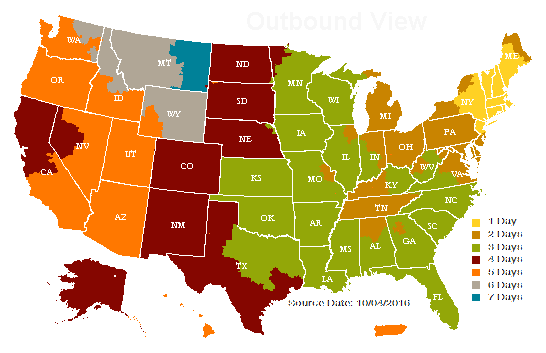 Outbound View
WA
MT
ND
MN
ME
OR
ID
SD
WI
NY
WY
MI
IA
PA
NE
NV
UT
IL
IN
OH
CA
CO
KS
MO
WV
VA
KY
NC
TN
AZ
NM
OK
AR
SC
MS
AL
GA
TX
LA
FL
1 Day
2 Days
3 Days
4 Days
5 Days
6 Days
7 Days
Source Date: 10/04/2016